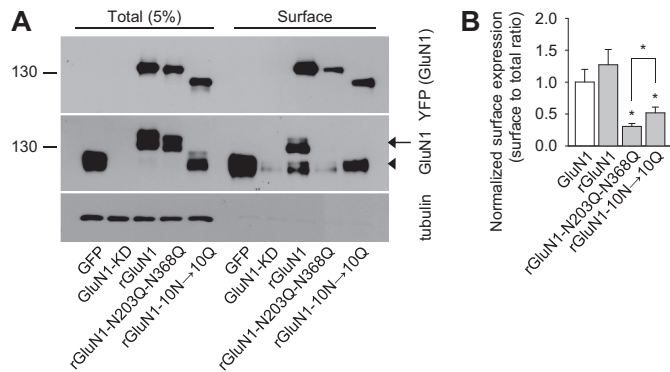 A
Total (5%)
Surface
130
YFP (GluN1)
130
GluN1
tubulin
GFP
GluN1-KD
rGluN1
rGluN1-N203Q-N368Q
rGluN1-10N→10Q
GFP
GluN1-KD
rGluN1
rGluN1-N203Q-N368Q
rGluN1-10N→10Q
B
Normalized surface expression
(surface to total ratio)
2.0
1.5
1.0
0.5
0.0
*
*
*
GluN1
rGluN1
rGluN1-N203Q-N368Q
rGluN1-10N→10Q